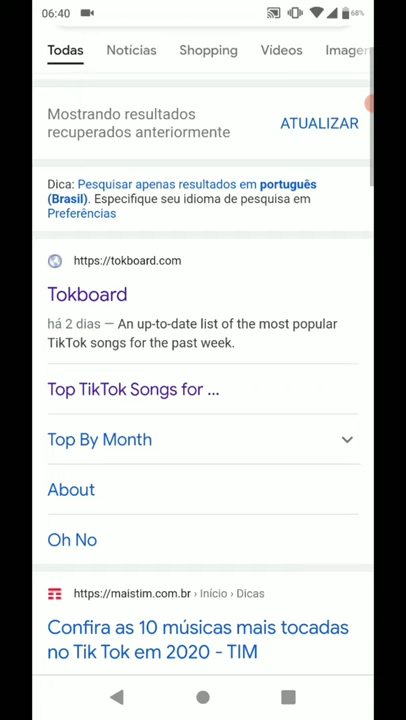 06:40
68%
Todas Notícias Shopping Vídeos Imagen
Mostrando resultados
recuperados anteriormente
ATUALIZAR
Dica: Pesquisar apenas resultados em português
(Brasil). Especifique seu idioma de pesquisa em
Preferências
https://tokboard.com
Tokboard
há 2 dias — An up-to-date list of the most popular
TikTok songs for the past week.
Top TikTok Songs for ...
Top By Month
About
Oh No
https://maistim.com.br › Início › Dicas
Confira as 10 músicas mais tocadas
no Tik Tok em 2020 - TIM